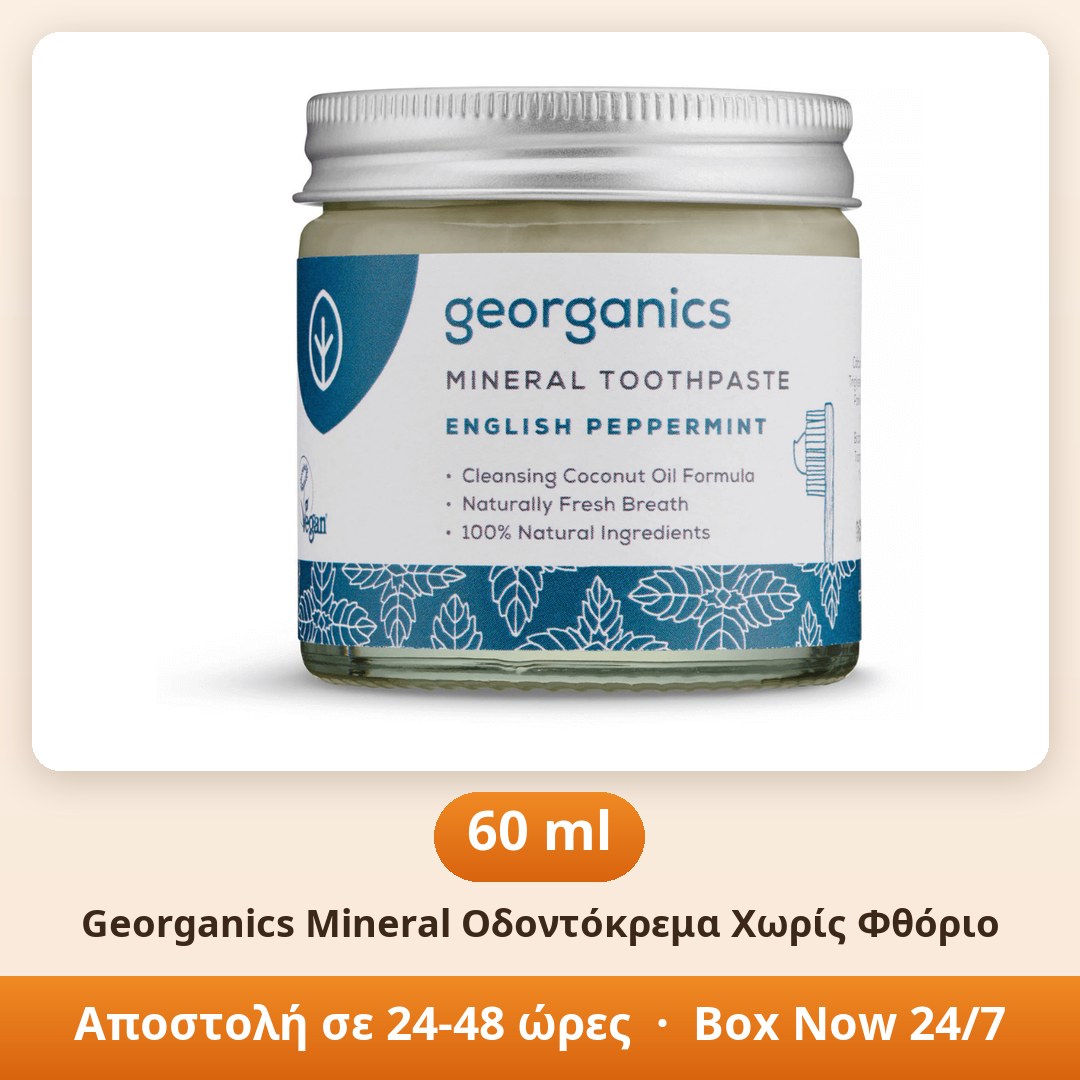 georganics
MINERAL TOOTHPASTE
ENGLISH PEPPERMINT
• Cleansing Coconut Oil Formula
• Naturally Fresh Breath
• 100% Natural Ingredients
Vegan
60 ml
Georganics Mineral Οδοντόκρεμα Χωρίς Φθόριο
Αποστολή σε 24-48 ώρες · Box Now 24/7